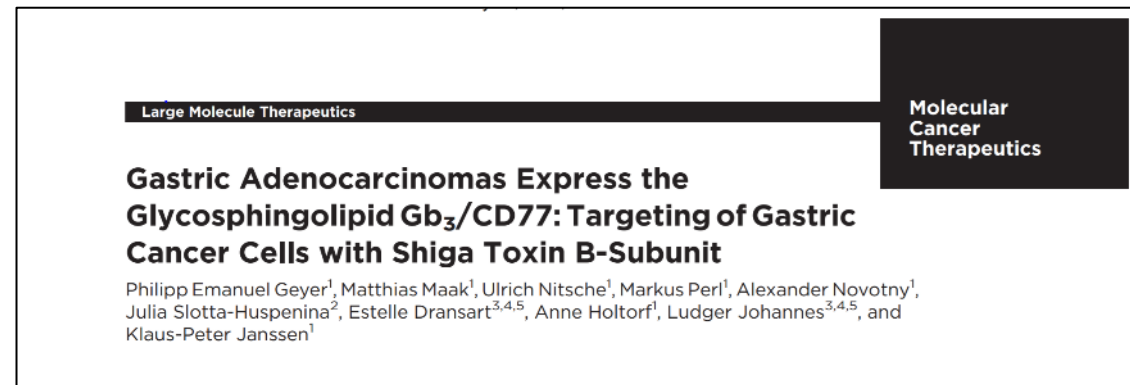 Large Molecule Therapeutics
Molecular
Cancer
Therapeutics
Gastric Adenocarcinomas Express the
Glycosphingolipid Gb₃/CD77: Targeting of Gastric
Cancer Cells with Shiga Toxin B-Subunit
Philipp Emanuel Geyer¹, Matthias Maak¹, Ulrich Nitsche¹, Markus Perl¹, Alexander Novotny¹,
Julia Slotta-Huspenina², Estelle Dransart³,⁴,⁵, Anne Holtorf¹, Ludger Johannes³,⁴,⁵, and
Klaus-Peter Janssen¹